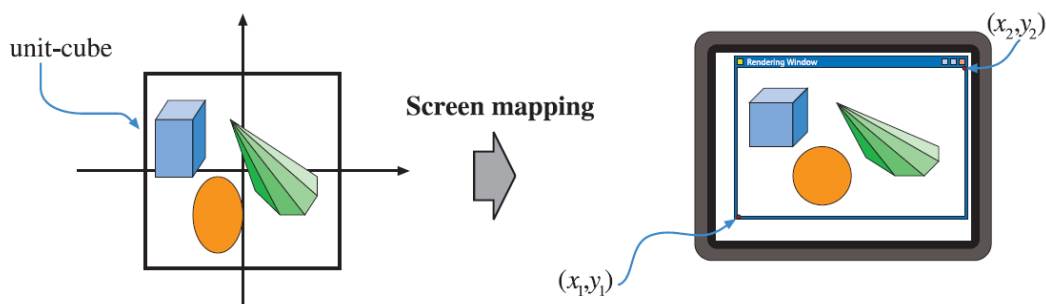 unit-cube
Screen mapping
(x₂,y₂)
Rendering Window
(x₁,y₁)